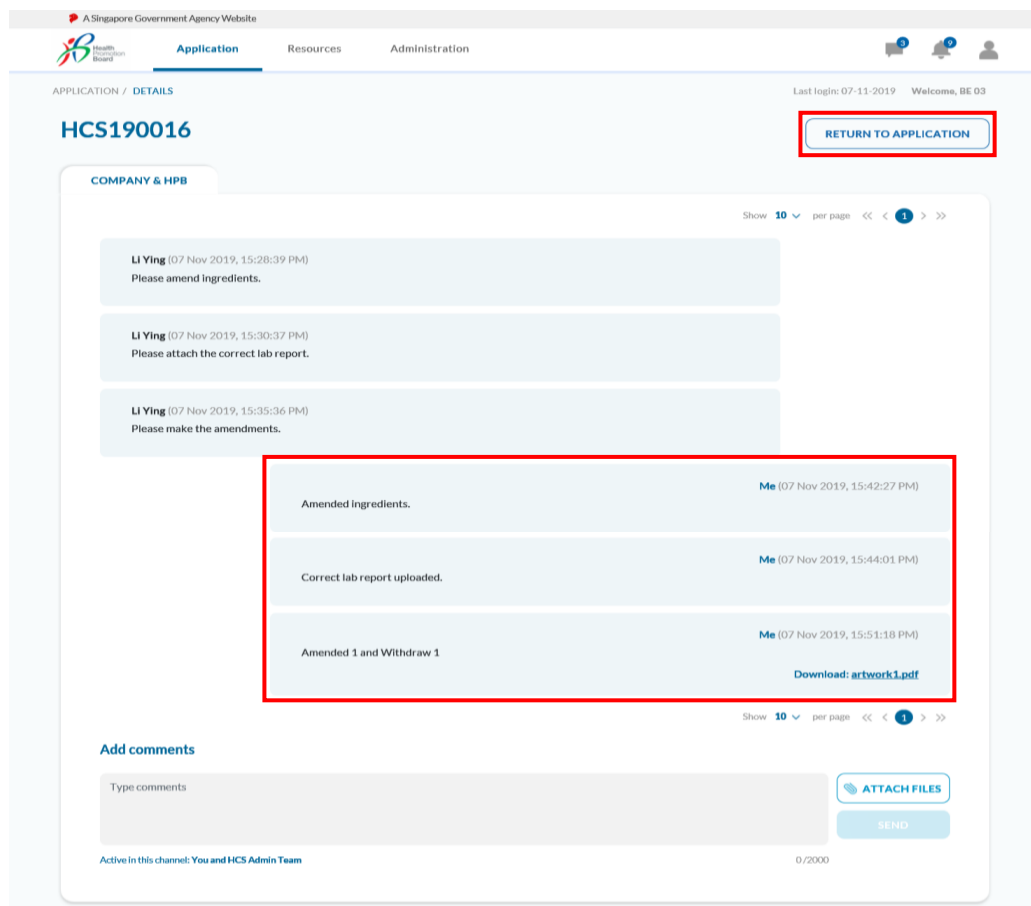 A Singapore Government Agency Website
Health
Promotion
Board
Application Resources Administration 3 9
APPLICATION / DETAILS Last login: 07-11-2019 Welcome, BE 03
HCS190016 RETURN TO APPLICATION
COMPANY & HPB
Show 10 per page << < 1 > >>
Li Ying (07 Nov 2019, 15:28:39 PM)
Please amend ingredients.
Li Ying (07 Nov 2019, 15:30:37 PM)
Please attach the correct lab report.
Li Ying (07 Nov 2019, 15:35:36 PM)
Please make the amendments.
Me (07 Nov 2019, 15:42:27 PM)
Amended ingredients.
Me (07 Nov 2019, 15:44:01 PM)
Correct lab report uploaded.
Me (07 Nov 2019, 15:51:18 PM)
Amended 1 and Withdraw 1
Download: artwork1.pdf
Show 10 per page << < 1 > >>
Add comments
Type comments
ATTACH FILES
SEND
Active in this channel: You and HCS Admin Team 0/2000